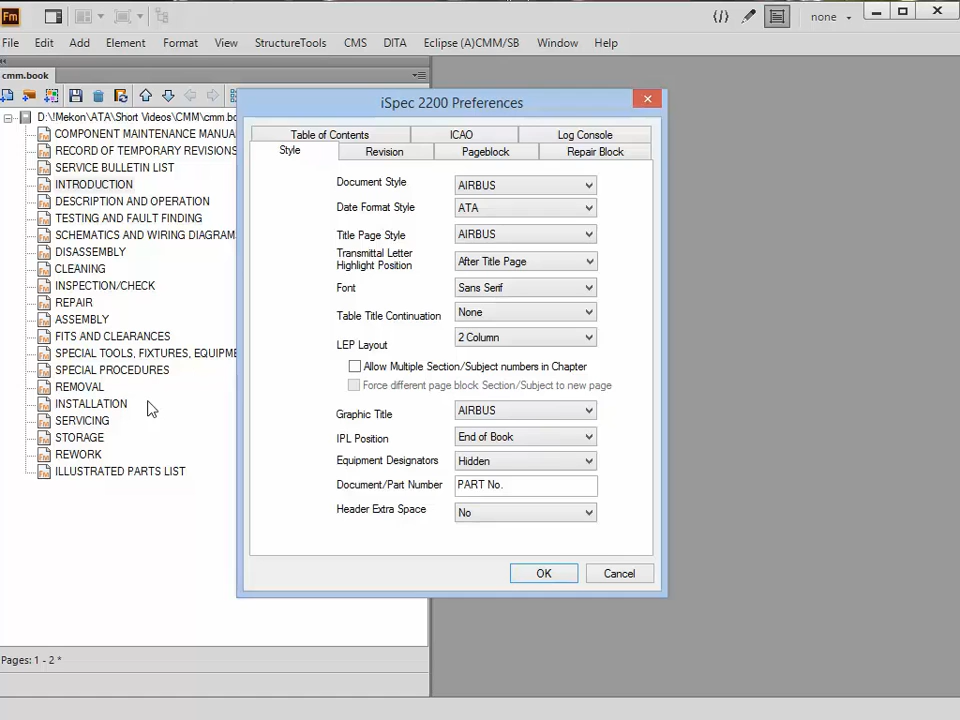 Fm
none
File Edit Add Element Format View StructureTools CMS DITA Eclipse (A)CMM/SB Window Help
cmm.book
D:\!Mekon\ATA\Short Videos\CMM\cmm.bo
COMPONENT MAINTENANCE MANUA
RECORD OF TEMPORARY REVISIONS
SERVICE BULLETIN LIST
INTRODUCTION
DESCRIPTION AND OPERATION
TESTING AND FAULT FINDING
SCHEMATICS AND WIRING DIAGRAM
DISASSEMBLY
CLEANING
INSPECTION/CHECK
REPAIR
ASSEMBLY
FITS AND CLEARANCES
SPECIAL TOOLS, FIXTURES, EQUIPME
SPECIAL PROCEDURES
REMOVAL
INSTALLATION
SERVICING
STORAGE
REWORK
ILLUSTRATED PARTS LIST
Pages: 1 - 2 *
iSpec 2200 Preferences
Table of Contents ICAO Log Console
Style Revision Pageblock Repair Block
Document Style AIRBUS
Date Format Style ATA
Title Page Style AIRBUS
Transmittal Letter
Highlight Position After Title Page
Font Sans Serif
Table Title Continuation None
LEP Layout 2 Column
Allow Multiple Section/Subject numbers in Chapter
Force different page block Section/Subject to new page
Graphic Title AIRBUS
IPL Position End of Book
Equipment Designators Hidden
Document/Part Number PART No.
Header Extra Space No
OK Cancel